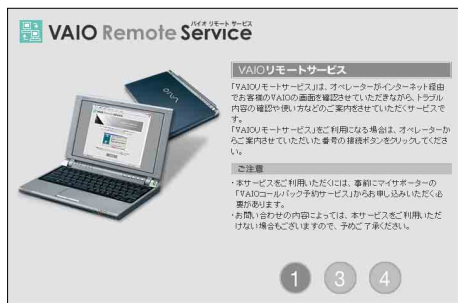 バイオ リモート サービス
VAIO Remote Service
VAIOリモートサービス
「VAIOリモートサービス」は、オペレーターがインターネット経由
でお客様のVAIOの画面を確認させていただきながら、トラブル
内容の確認や使い方などのご案内をさせていただくサービスで
す。
「VAIOリモートサービス」をご利用になる場合は、オペレーターか
らご案内させていただいた番号の接続ボタンをクリックしてくださ
い。
ご注意
・本サービスをご利用いただくには、事前にマイサポーターの
「VAIOコールバック予約サービス」からお申し込みいただく必
要があります。
・お問い合わせの内容によっては、本サービスをご利用いただ
けない場合もございますので、予めご了承ください。
1 3 4